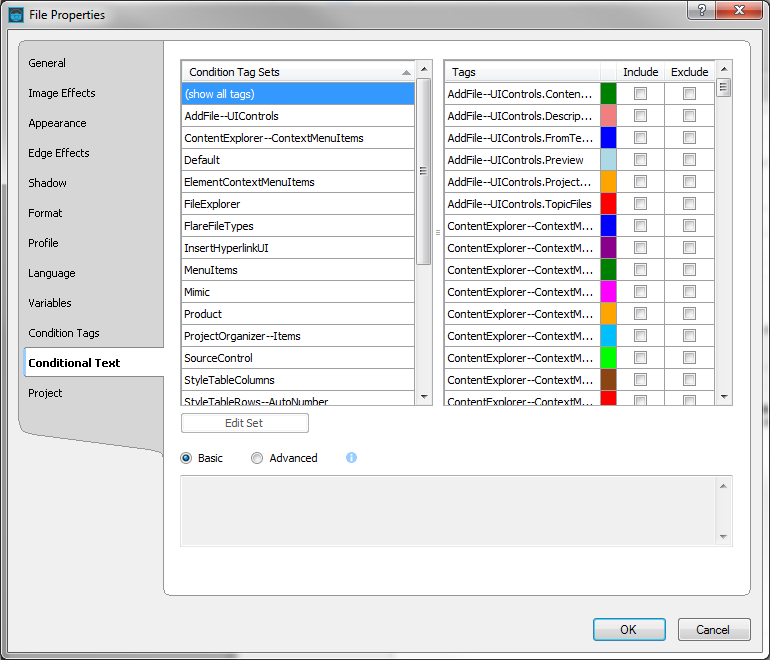 File Properties
General
Image Effects
Appearance
Edge Effects
Shadow
Format
Profile
Language
Variables
Condition Tags
Conditional Text
Project
Condition Tag Sets
(show all tags)
AddFile--UIControls
ContentExplorer--ContextMenuItems
Default
ElementContextMenuItems
FileExplorer
FlareFileTypes
InsertHyperlinkUI
MenuItems
Mimic
Product
ProjectOrganizer--Items
SourceControl
StyleTableColumns
StyleTableRows--AutoNumber
Tags Include Exclude
AddFile--UIControls.Conten...
AddFile--UIControls.Descrip...
AddFile--UIControls.FromTe...
AddFile--UIControls.Preview
AddFile--UIControls.Project...
AddFile--UIControls.TopicFiles
ContentExplorer--ContextM...
ContentExplorer--ContextM...
ContentExplorer--ContextM...
ContentExplorer--ContextM...
ContentExplorer--ContextM...
ContentExplorer--ContextM...
ContentExplorer--ContextM...
ContentExplorer--ContextM...
ContentExplorer--ContextM...
Edit Set
Basic Advanced
OK Cancel